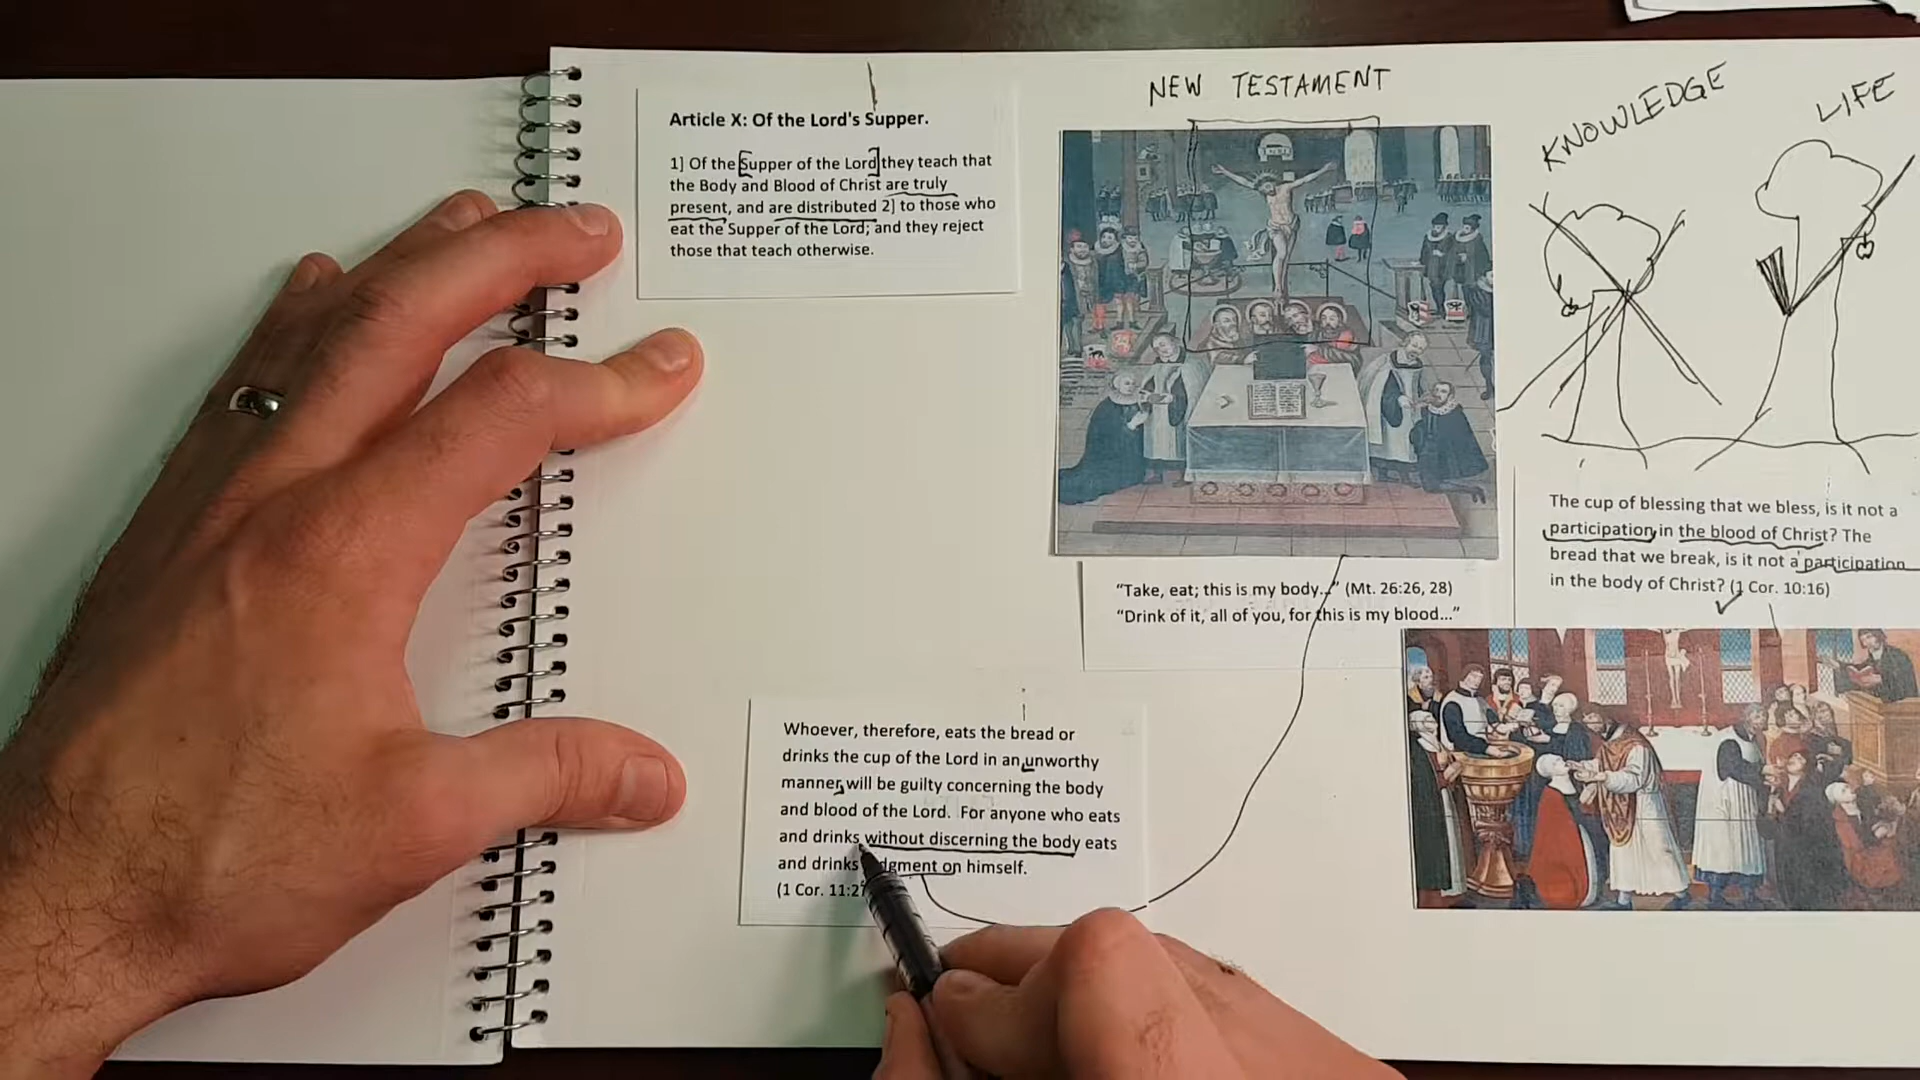 Article X: Of the Lord's Supper.
1] Of the [Supper of the Lord] they teach that
the Body and Blood of Christ are truly
present, and are distributed 2] to those who
eat the Supper of the Lord; and they reject
those that teach otherwise.
NEW TESTAMENT
KNOWLEDGE
LIFE
The cup of blessing that we bless, is it not a
participation in the blood of Christ? The
bread that we break, is it not a participation
in the body of Christ? (1 Cor. 10:16)
“Take, eat; this is my body...” (Mt. 26:26, 28)
“Drink of it, all of you, for this is my blood...”
Whoever, therefore, eats the bread or
drinks the cup of the Lord in an unworthy
manner will be guilty concerning the body
and blood of the Lord. For anyone who eats
and drinks without discerning the body eats
and drinks judgment on himself.
(1 Cor. 11:27